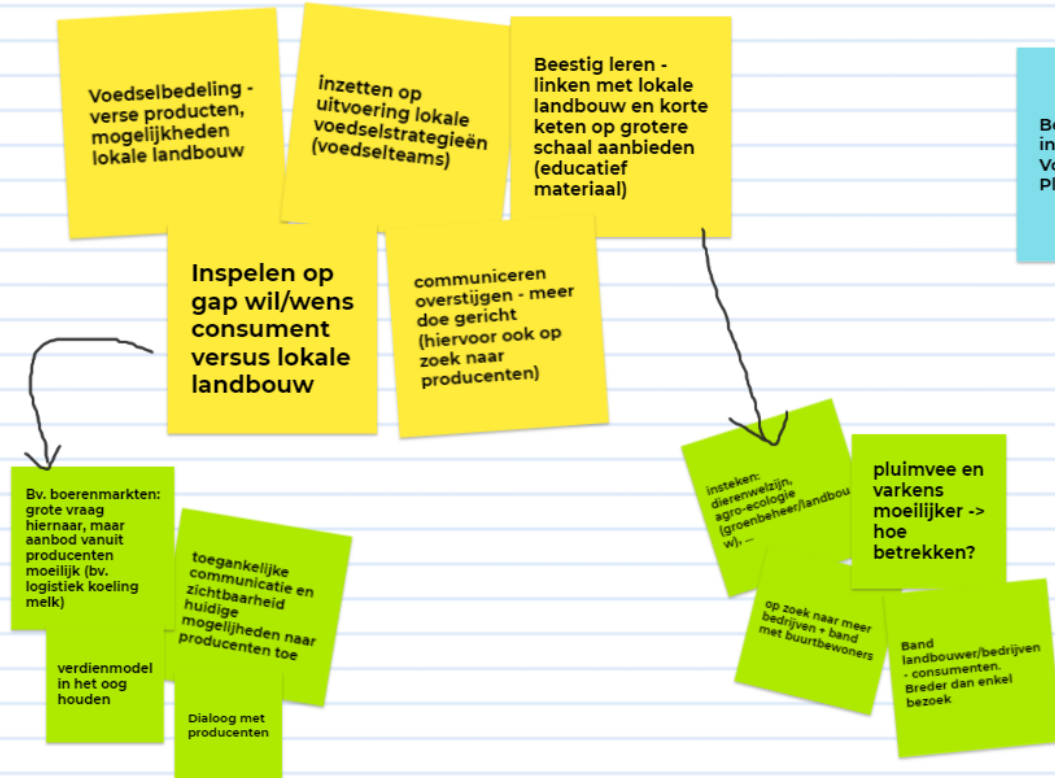 Voedselbedeling -
verse producten,
mogelijkheden
lokale landbouw
inzetten op
uitvoering lokale
voedselstrategieën
(voedselteams)
Beestig leren -
linken met lokale
landbouw en korte
keten op grotere
schaal aanbieden
(educatief
materiaal)
Inspelen op
gap wil/wens
consument
versus lokale
landbouw
communiceren
overstijgen - meer
doe gericht
(hiervoor ook op
zoek naar
producenten)
Bv. boerenmarkten:
grote vraag
hiernaar, maar
aanbod vanuit
producenten
moeilijk (bv.
logistiek koeling
melk)
toegankelijke
communicatie en
zichtbaarheid
huidige
mogelijheden naar
producenten toe
verdienmodel
in het oog
houden
Dialoog met
producenten
insteken:
dierenwelzijn,
agro-ecologie
(groenbeheer/landbou
w), ...
pluimvee en
varkens
moeilijker ->
hoe
betrekken?
op zoek naar meer
bedrijven + band
met buurtbewoners
Band
landbouwer/bedrijven
- consumenten.
Breder dan enkel
bezoek